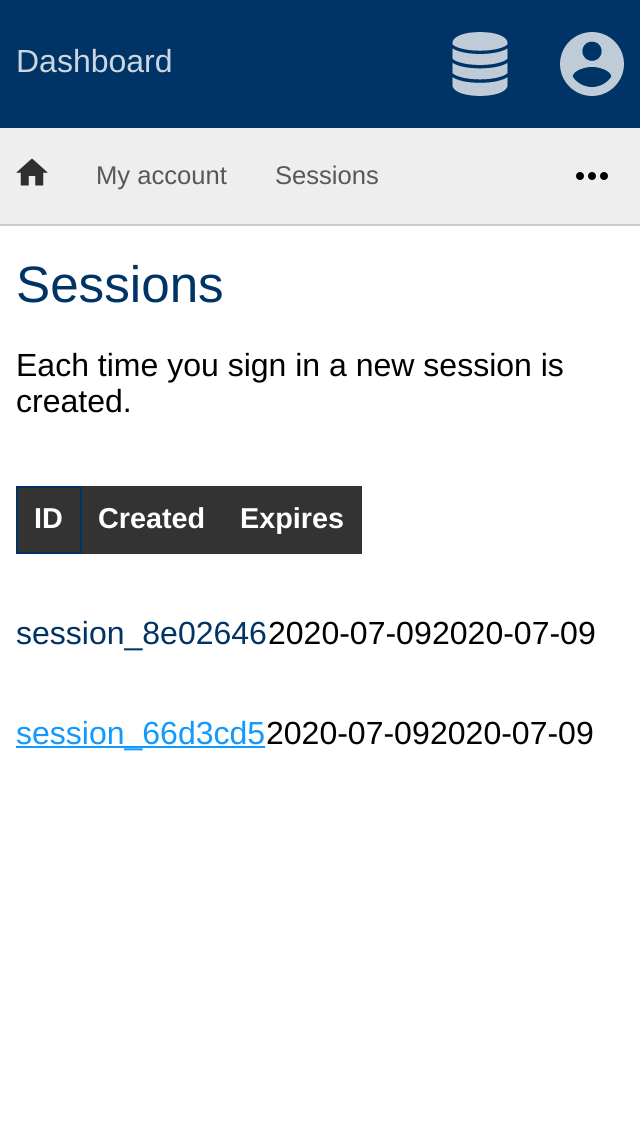 Dashboard
My account Sessions
Sessions
Each time you sign in a new session is
created.
ID Created Expires
session_8e026462020-07-092020-07-09
session_66d3cd52020-07-092020-07-09